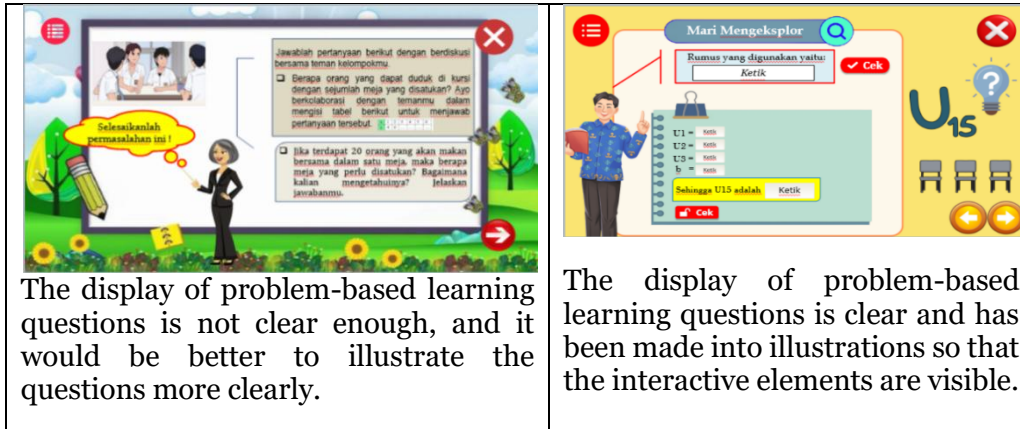 Jawablah pertanyaan berikut dengan berdiskusi
bersama teman kelompokmu.
Berapa orang yang dapat duduk di kursi
dengan sejumlah meja yang disatukan? Ayo
berkolaborasi dengan temanmu dalam
mengisi tabel berikut untuk menjawab
pertanyaan tersebut.
Selesaikanlah
permasalahan ini !
Jika terdapat 20 orang yang akan makan
bersama dalam satu meja, maka berapa
meja yang perlu disatukan? Bagaimana
kalian mengetahuinya? Jelaskan
jawabanmu.
The display of problem-based learning
questions is not clear enough, and it
would be better to illustrate the
questions more clearly.
Mari Mengeksplor
Rumus yang digunakan yaitu:
Ketik
Cek
U1 = Ketik
U2 = Ketik
U3 = Ketik
b = Ketik
Sehingga U15 adalah Ketik
Cek
U15
The display of problem-based
learning questions is clear and has
been made into illustrations so that
the interactive elements are visible.